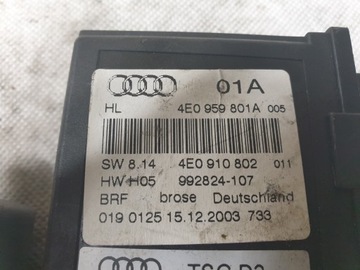 01A
HL 4E0 959 801A 005
SW 8.14 4E0 910 802 011
HW H05 992824-107
BRF brose Deutschland
019 0125 15.12.2003 733